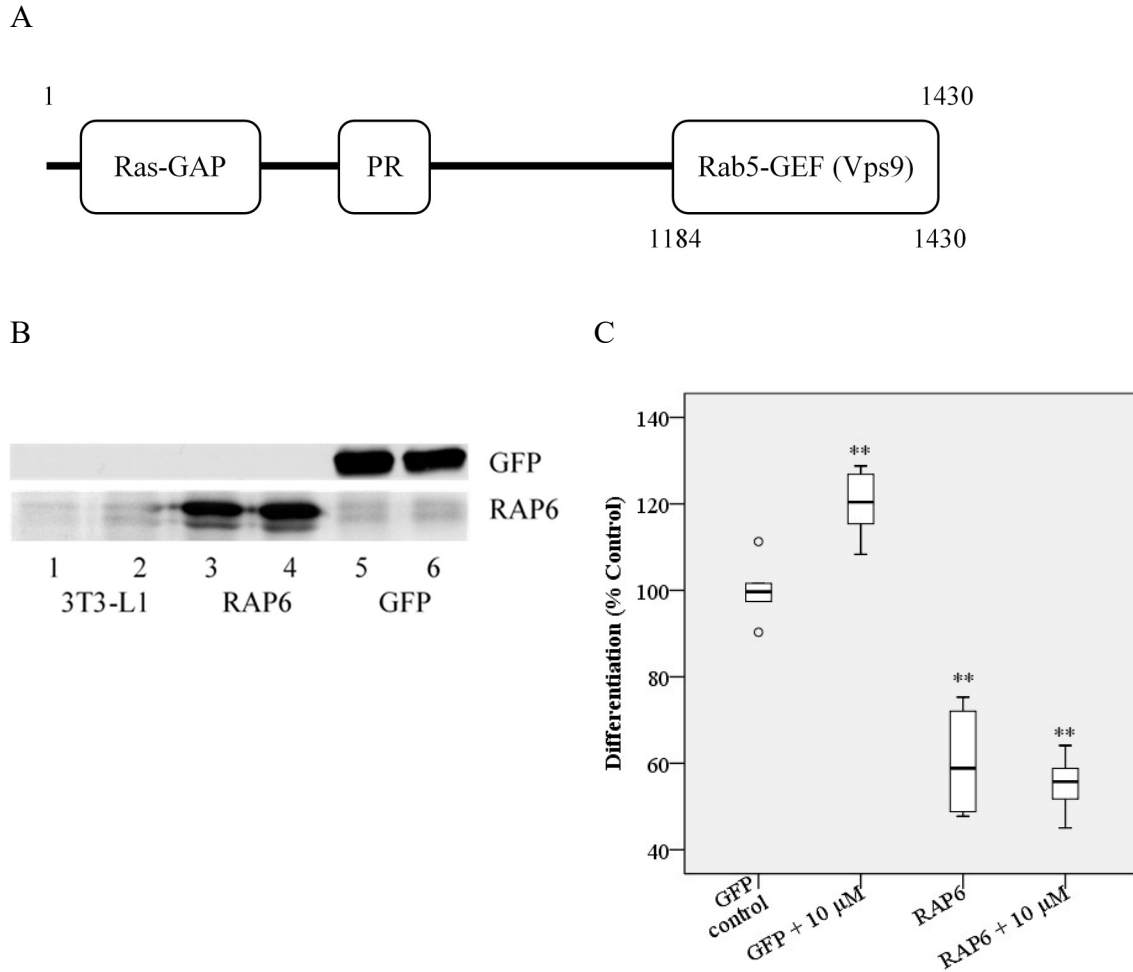 A
1 1430
Ras-GAP PR Rab5-GEF (Vps9)
1184 1430
B
GFP
RAP6
1 2 3 4 5 6
3T3-L1 RAP6 GFP
C
Differentiation (% Control)
140
120
100
80
60
40
**
**
**
**
GFP control
GFP + 10 µM
RAP6
RAP6 + 10 µM